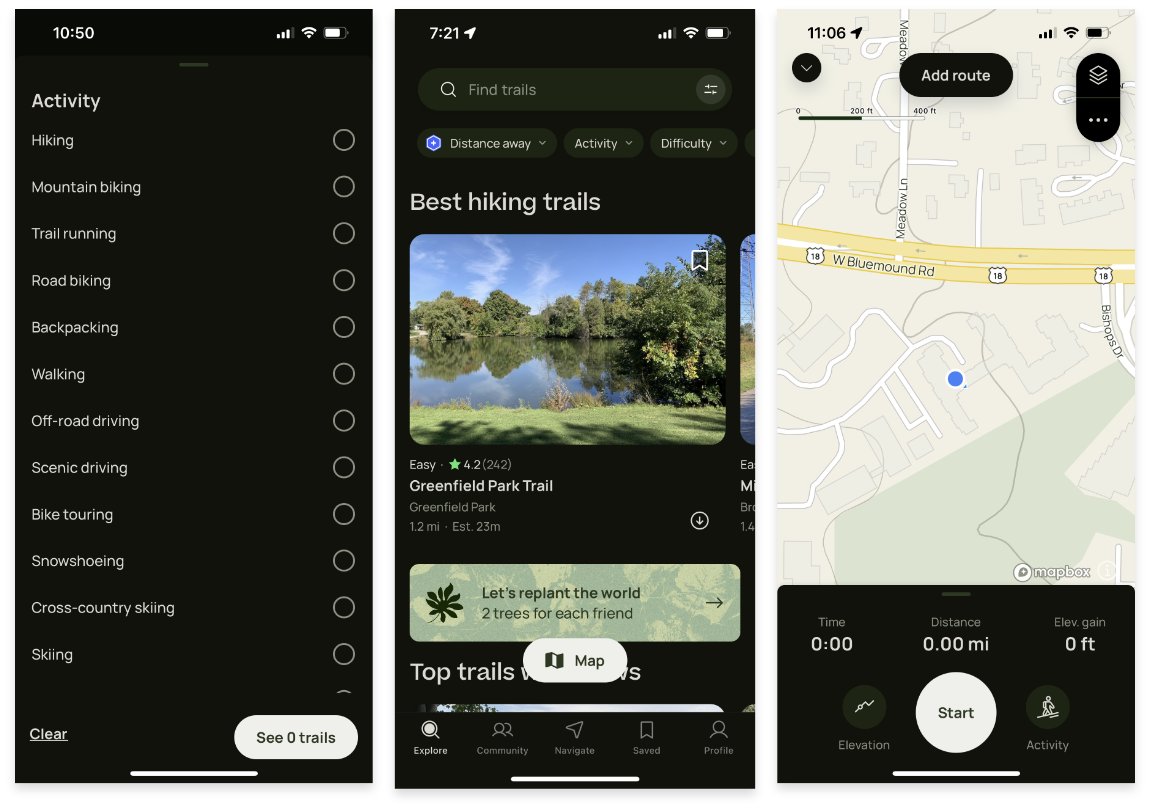 10:50
Activity
Hiking
Mountain biking
Trail running
Road biking
Backpacking
Walking
Off-road driving
Scenic driving
Bike touring
Snowshoeing
Cross-country skiing
Skiing
Clear
See 0 trails
7:21
Find trails
Distance away
Activity
Difficulty
Best hiking trails
Easy · 4.2 (242)
Greenfield Park Trail
Greenfield Park
1.2 mi · Est. 23m
Eas
Mi
Bro
1.4
Let's replant the world
2 trees for each friend
Top trails w
ws
Map
Explore
Community
Navigate
Saved
Profile
11:06
Add route
0 200 ft 400 ft
Meadow
Meadow Ln
18
W Bluemound Rd
18
18
Bishops Dr
mapbox
Time
0:00
Distance
0.00 mi
Elev. gain
0 ft
Start
Elevation
Activity